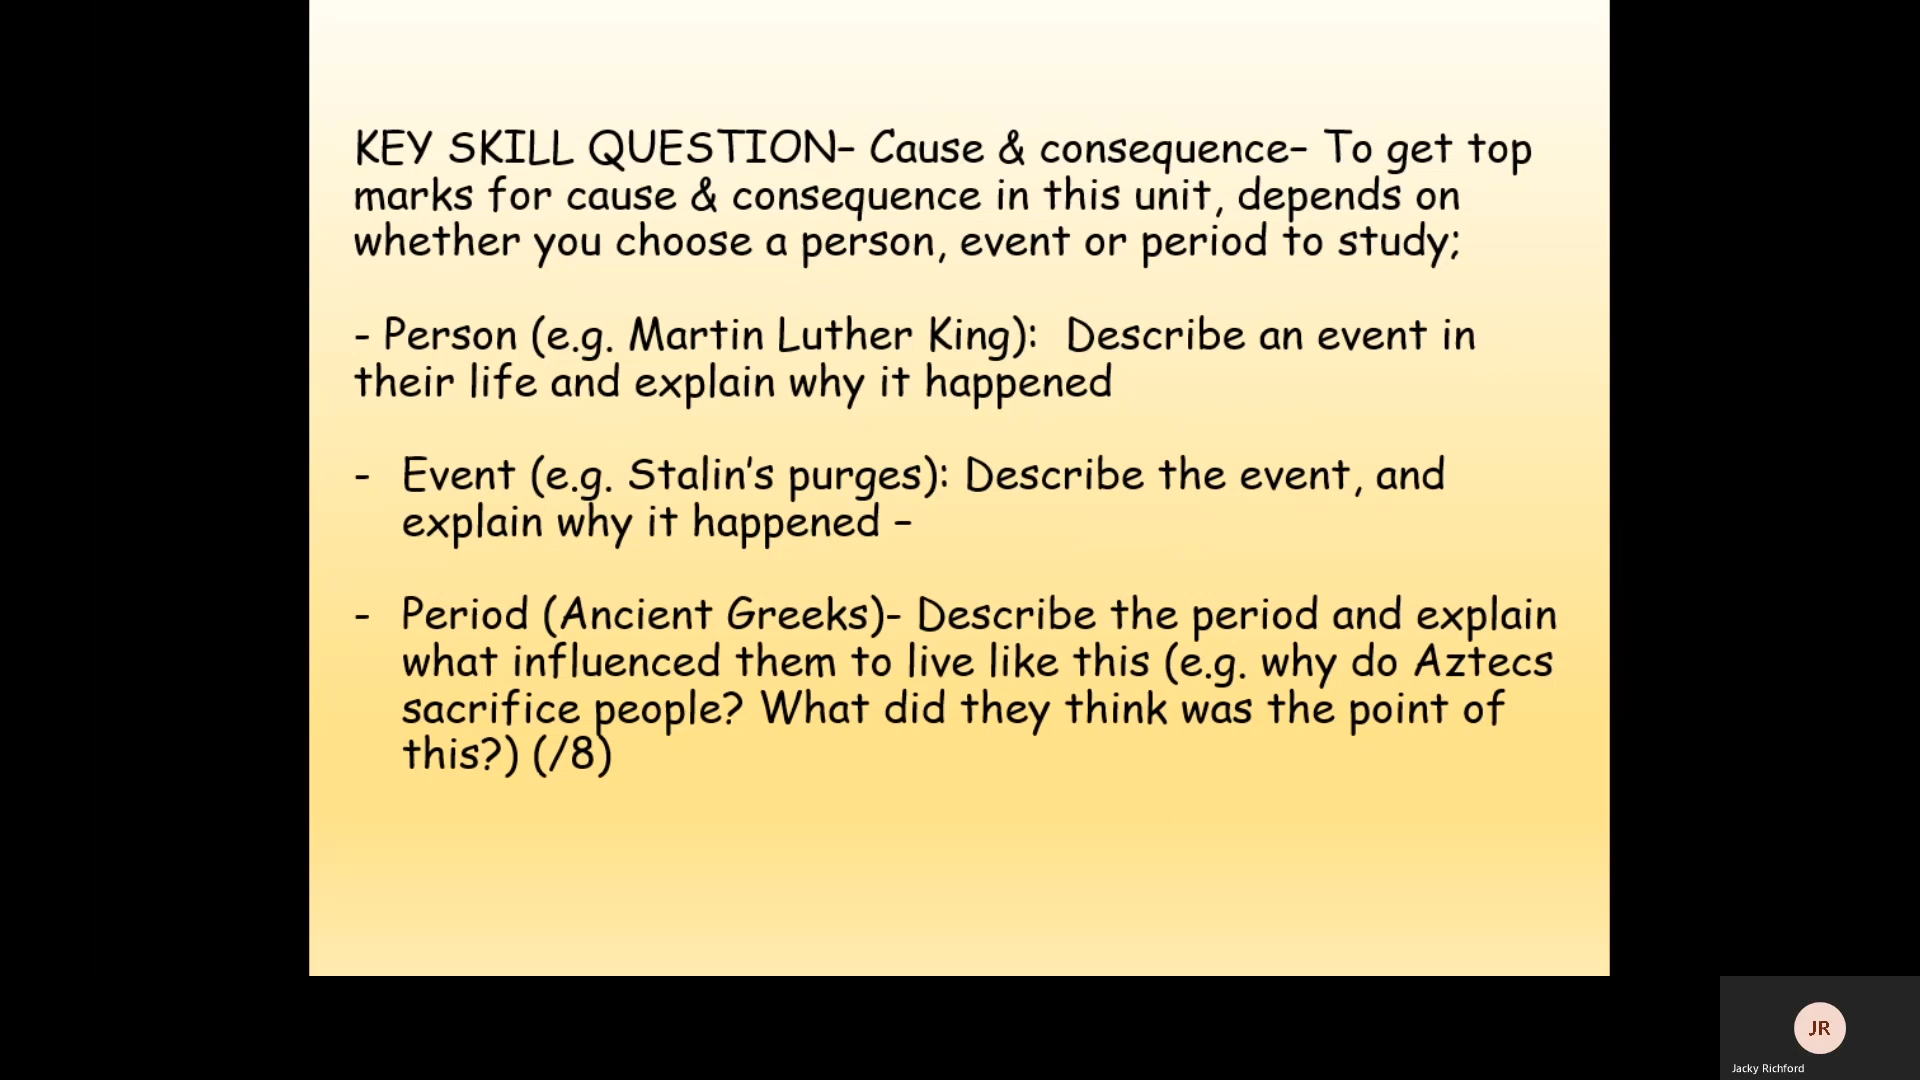 KEY SKILL QUESTION– Cause & consequence– To get top
marks for cause & consequence in this unit, depends on
whether you choose a person, event or period to study;
- Person (e.g. Martin Luther King):  Describe an event in
their life and explain why it happened
- Event (e.g. Stalin's purges): Describe the event, and
explain why it happened –
- Period (Ancient Greeks)- Describe the period and explain
what influenced them to live like this (e.g. why do Aztecs
sacrifice people? What did they think was the point of
this?) (/8)
JR
Jacky Richford